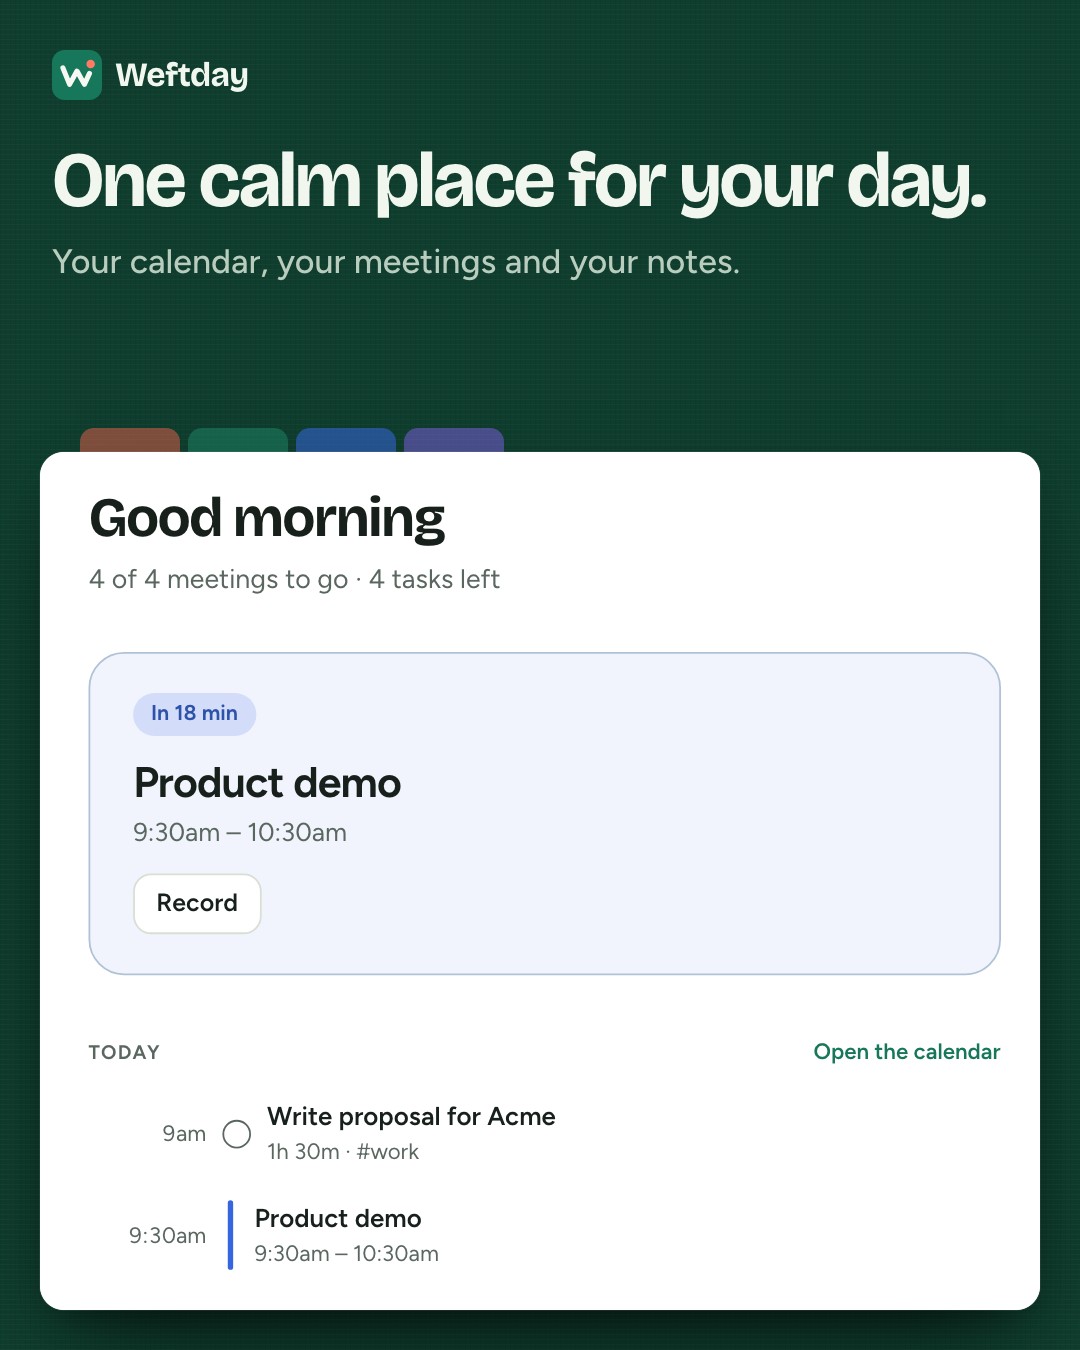 Weftday
One calm place for your day.
Your calendar, your meetings and your notes.
Good morning
4 of 4 meetings to go · 4 tasks left
In 18 min
Product demo
9:30am – 10:30am
Record
TODAY
Open the calendar
9am
Write proposal for Acme
1h 30m · #work
9:30am
Product demo
9:30am – 10:30am